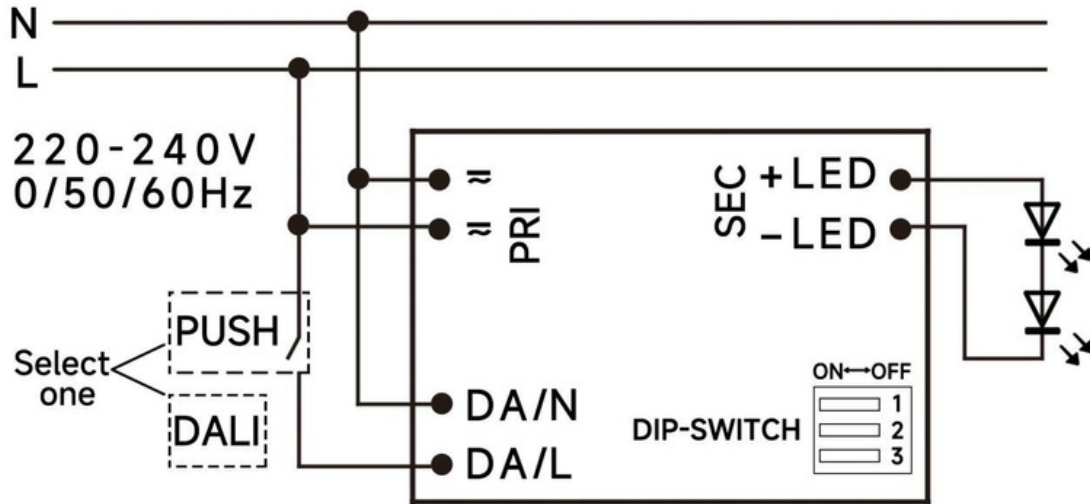 N
L
220-240V
0/50/60Hz
PUSH
Select
one
DALI
≂
≂
PRI
DA/N
DA/L
SEC
+LED
-LED
ON↔OFF
DIP-SWITCH
1
2
3